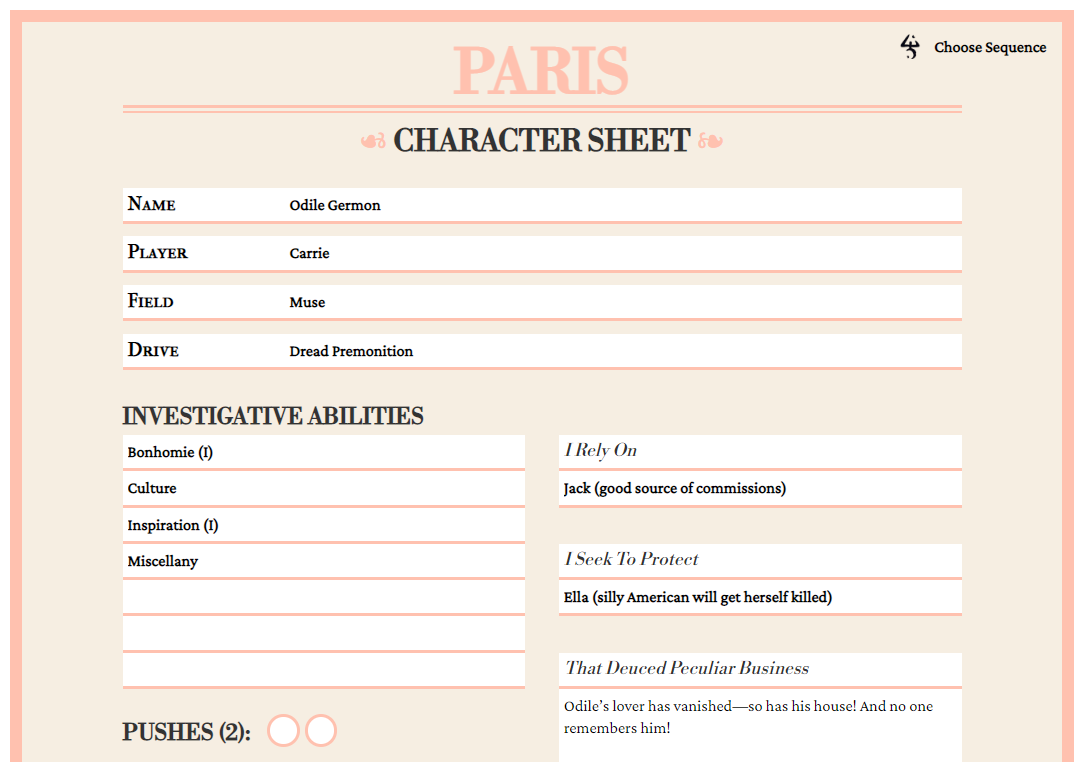 Choose Sequence
PARIS
CHARACTER SHEET
Name Odile Germon
Player Carrie
Field Muse
Drive Dread Premonition
INVESTIGATIVE ABILITIES
Bonhomie (I)
Culture
Inspiration (I)
Miscellany
PUSHES (2):
I Rely On
Jack (good source of commissions)
I Seek To Protect
Ella (silly American will get herself killed)
That Deuced Peculiar Business
Odile’s lover has vanished—so has his house! And no one
remembers him!